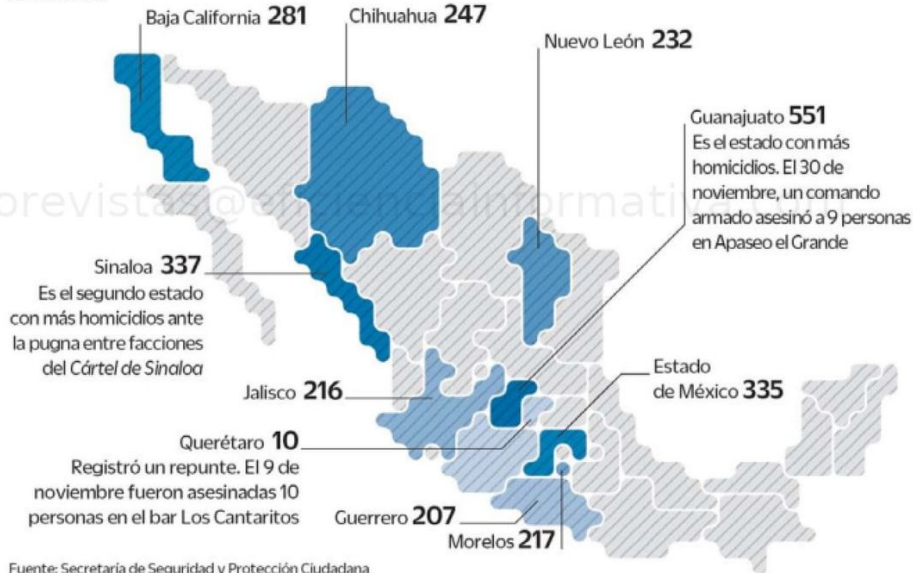 Baja California 281
Chihuahua 247
Nuevo León 232
Guanajuato 551
Es el estado con más
homicidios. El 30 de
noviembre, un comando
armado asesinó a 9 personas
en Apaseo el Grande
Sinaloa 337
Es el segundo estado
con más homicidios ante
la pugna entre facciones
del Cártel de Sinaloa
Estado
de México 335
Jalisco 216
Querétaro 10
Registró un repunte. El 9 de
noviembre fueron asesinadas 10
personas en el bar Los Cantaritos
Guerrero 207
Morelos 217
Fuente: Secretaría de Seguridad y Protección Ciudadana